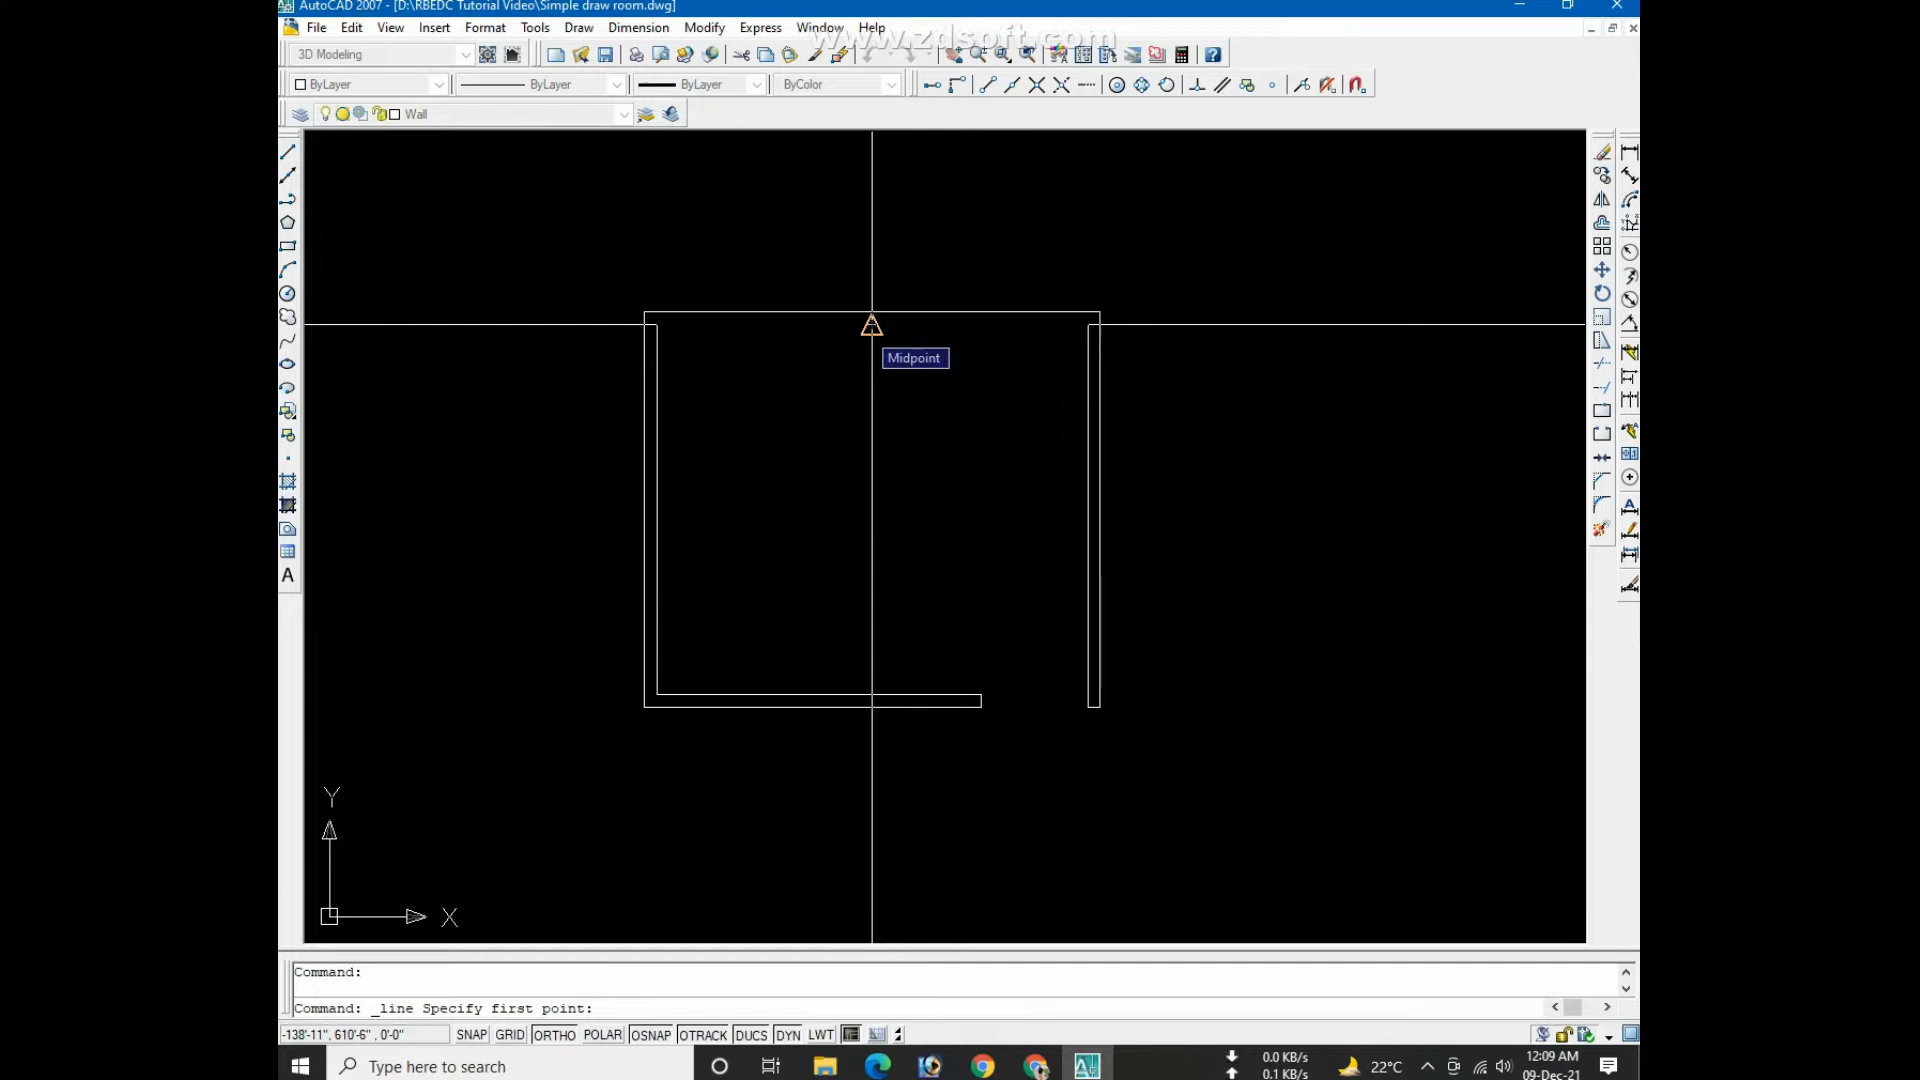 AutoCAD 2007 - [D:\RBEDC Tutorial Video\Simple draw room.dwg]
File Edit View Insert Format Tools Draw Dimension Modify Express Window Help
www.zdsoft.com
3D Modeling
ByLayer ByLayer ByLayer ByColor
Wall
Midpoint
Y
X
A
Command:
Command: _line Specify first point:
-138'-11", 610'-6" , 0'-0" SNAP GRID ORTHO POLAR OSNAP OTRACK DUCS DYN LWT
Type here to search
0.0 KB/s
0.1 KB/s
22°C
12:09 AM
09-Dec-21